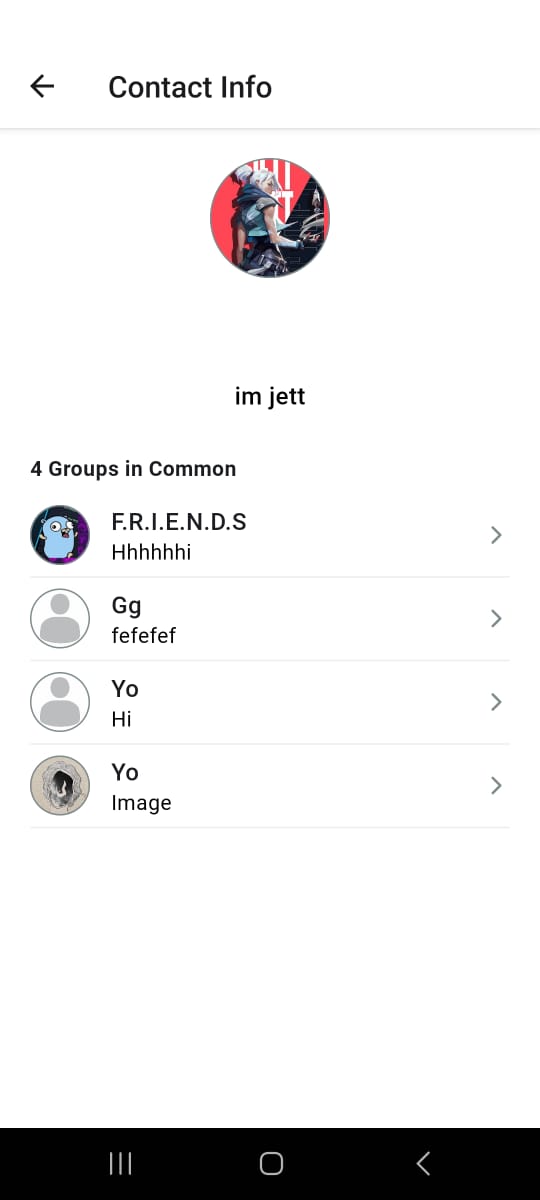 Contact Info
im jett
4 Groups in Common
F.R.I.E.N.D.S
Hhhhhhi
Gg
fefefef
Yo
Hi
Yo
Image